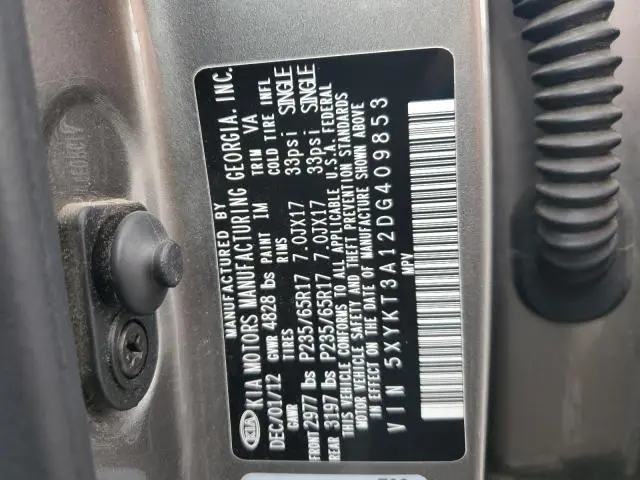 MANUFACTURED BY
KIA KIA MOTORS MANUFACTURING GEORGIA, INC.
DEC/01/12 GVWR 4828 lbs PAINT IM TRIM VA
GAWR TIRES RIMS COLD TIRE INFL
FRONT 2977 lbs P235/65R17 7.0JX17 33psi SINGLE
REAR 3197 lbs P235/65R17 7.0JX17 33psi SINGLE
THIS VEHICLE CONFORMS TO ALL APPLICABLE U.S.A. FEDERAL
MOTOR VEHICLE SAFETY AND THEFT PREVENTION STANDARDS
IN EFFECT ON THE DATE OF MANUFACTURE SHOWN ABOVE
VIN 5XYKT3A12DG409853
MPV